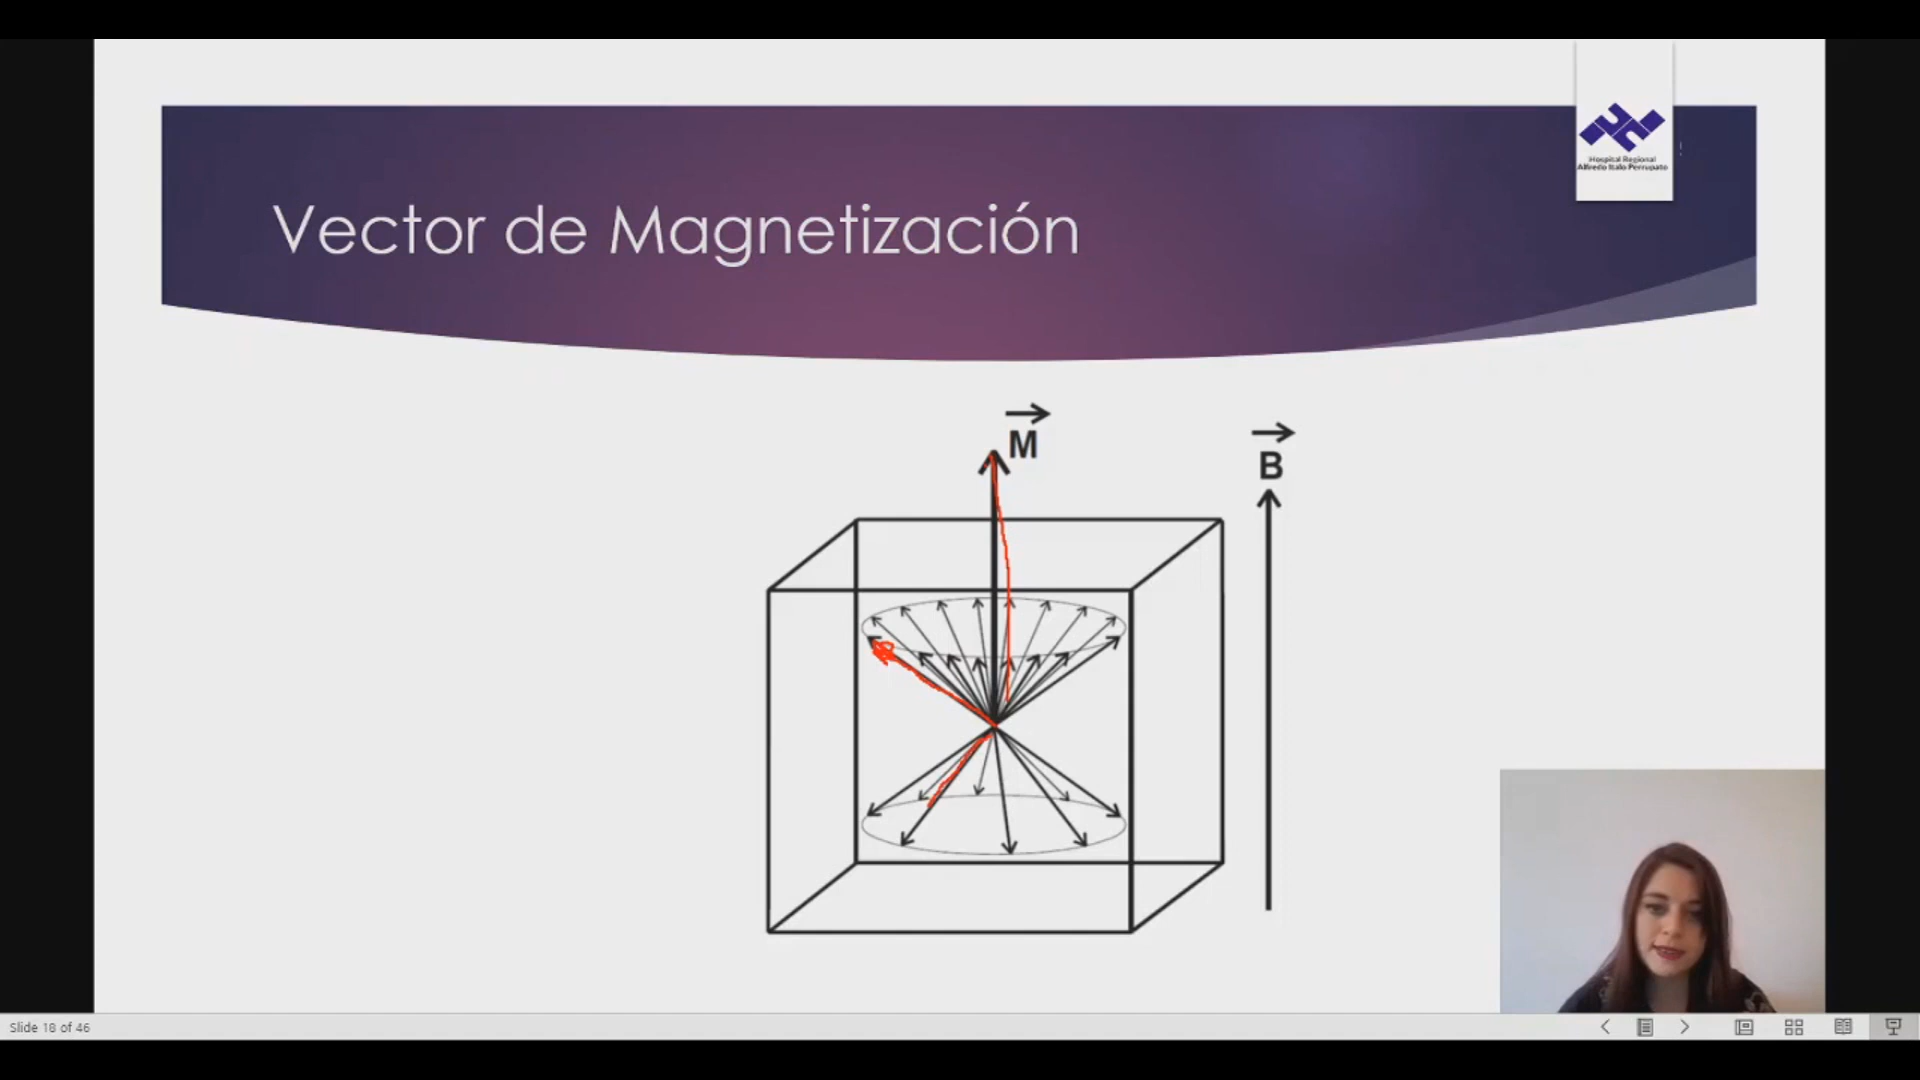 Hospital Regional
Alfredo Italo Perrupato
Vector de Magnetización
M
B
Slide 18 of 46